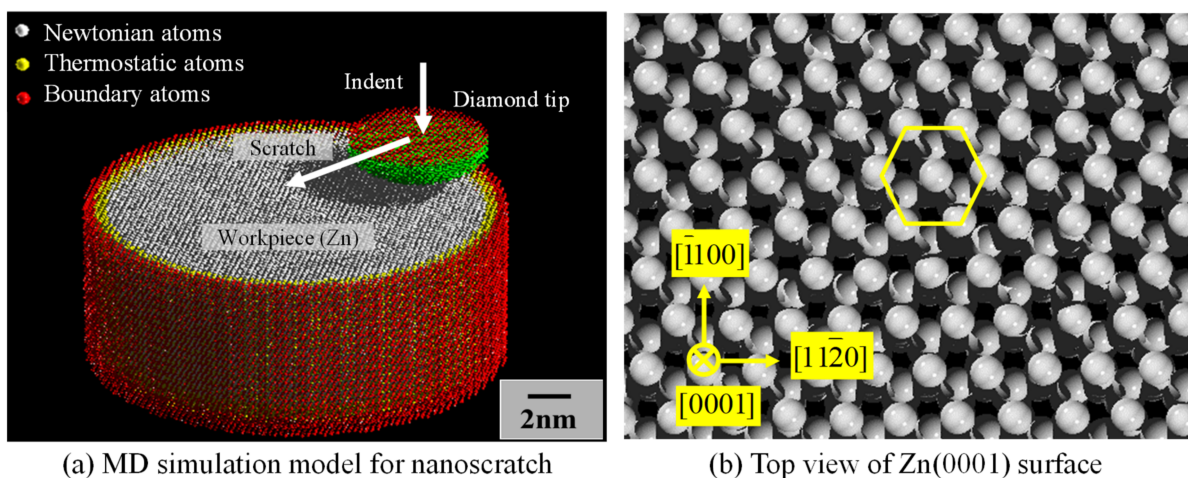 Newtonian atoms
Thermostatic atoms
Boundary atoms
Indent
Diamond tip
Scratch
Workpiece (Zn)
2nm
[1̄100]
[112̄0]
[0001]
(a) MD simulation model for nanoscratch
(b) Top view of Zn(0001) surface